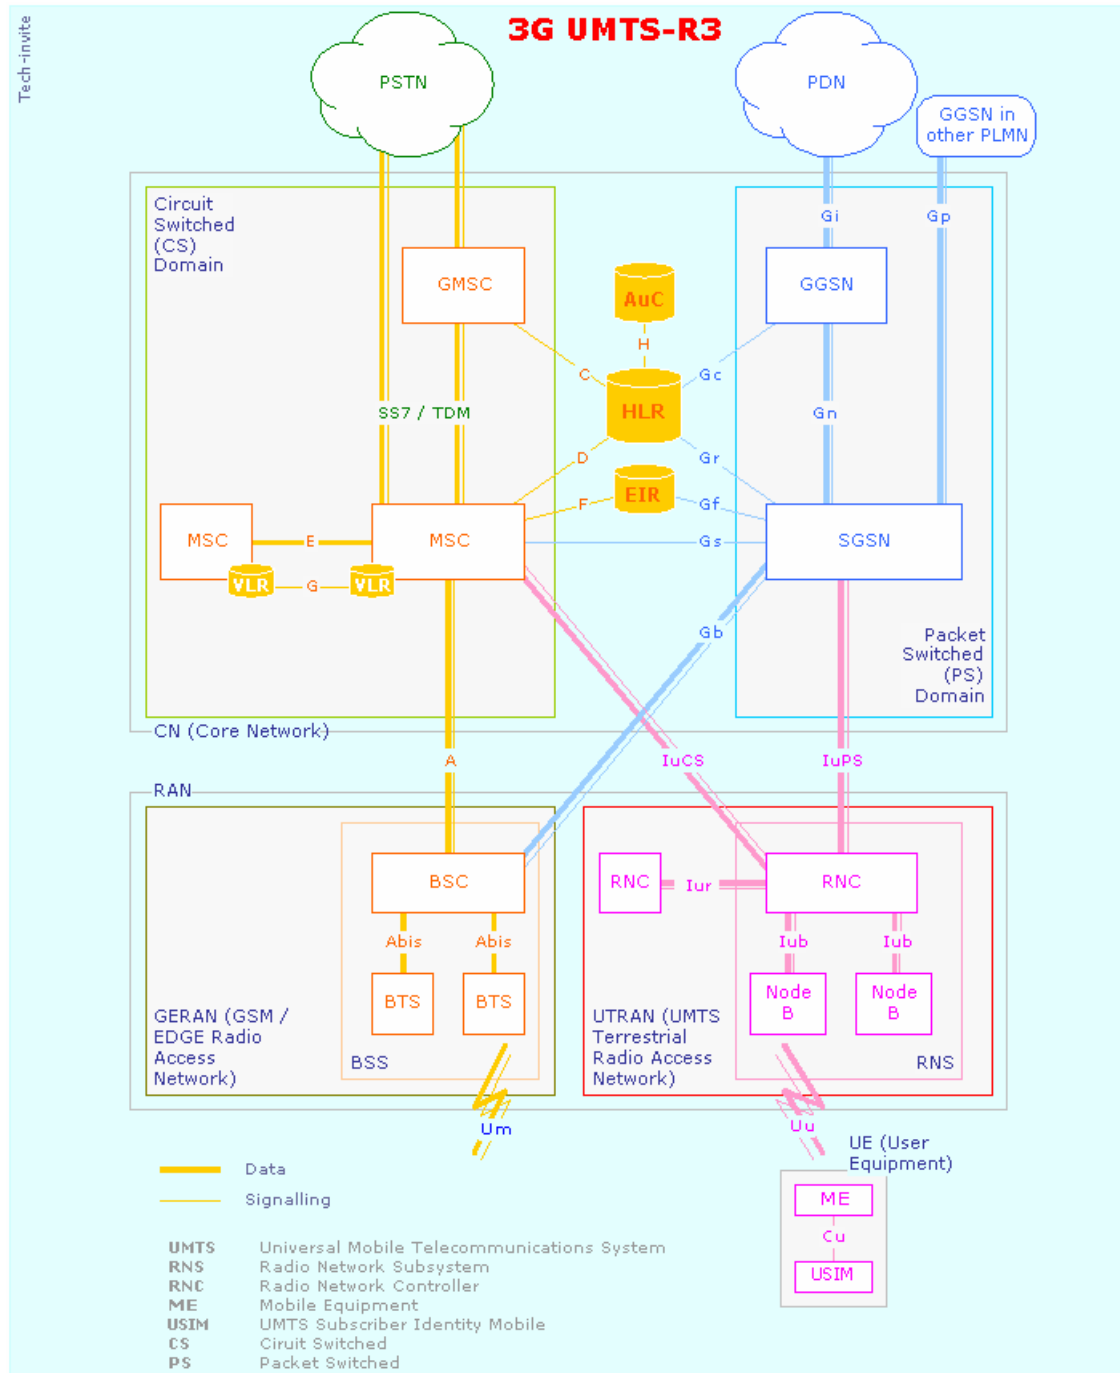 Tech-invite
3G UMTS-R3
PSTN
PDN
GGSN in
other PLMN
Circuit
Switched
(CS)
Domain
Gi
Gp
GMSC
AuC
GGSN
H
C
Gc
HLR
SS7 / TDM
Gn
D
Gr
EIR
F
Gf
MSC
E
MSC
Gs
SGSN
VLR
G
VLR
Gb
Packet
Switched
(PS)
Domain
CN (Core Network)
A
IuCS
IuPS
RAN
BSC
RNC
Iur
RNC
Abis
Abis
Iub
Iub
BTS
BTS
Node
B
Node
B
GERAN (GSM /
EDGE Radio
Access
Network)
BSS
UTRAN (UMTS
Terrestrial
Radio Access
Network)
RNS
Um
Uu
UE (User
Equipment)
Data
Signalling
ME
Cu
USIM
UMTS Universal Mobile Telecommunications System
RNS Radio Network Subsystem
RNC Radio Network Controller
ME Mobile Equipment
USIM UMTS Subscriber Identity Mobile
CS Ciruit Switched
PS Packet Switched